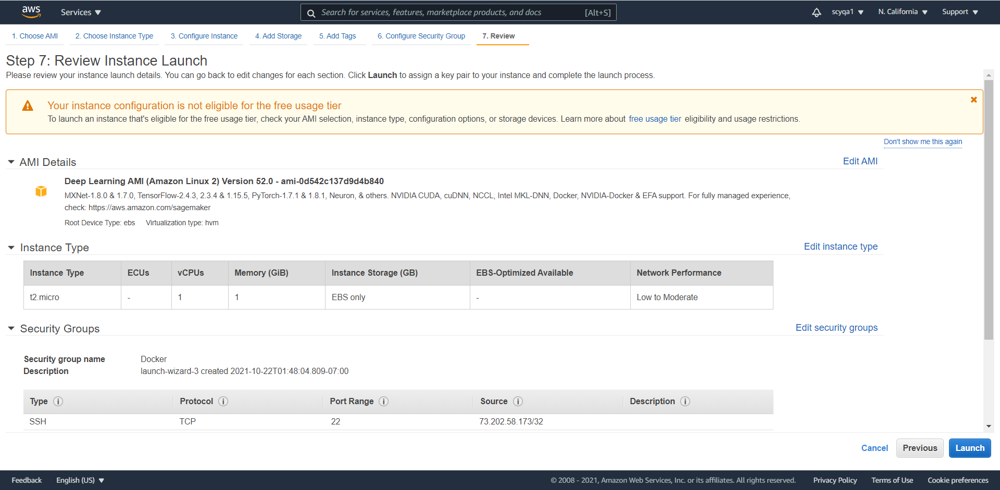 aws Services Search for services, features, marketplace products, and docs [Alt+S] scyqa1 N. California Support
1. Choose AMI 2. Choose Instance Type 3. Configure Instance 4. Add Storage 5. Add Tags 6. Configure Security Group 7. Review
Step 7: Review Instance Launch
Please review your instance launch details. You can go back to edit changes for each section. Click Launch to assign a key pair to your instance and complete the launch process.
Your instance configuration is not eligible for the free usage tier
To launch an instance that's eligible for the free usage tier, check your AMI selection, instance type, configuration options, or storage devices. Learn more about free usage tier eligibility and usage restrictions.
Don't show me this again
AMI Details Edit AMI
Deep Learning AMI (Amazon Linux 2) Version 52.0 - ami-0d542c137d9d4b840
MXNet-1.8.0 & 1.7.0, TensorFlow-2.4.3, 2.3.4 & 1.15.5, PyTorch-1.7.1 & 1.8.1, Neuron, & others. NVIDIA CUDA, cuDNN, NCCL, Intel MKL-DNN, Docker, NVIDIA-Docker & EFA support. For fully managed experience,
check: https://aws.amazon.com/sagemaker
Root Device Type: ebs Virtualization type: hvm
Instance Type Edit instance type
Instance Type ECUs vCPUs Memory (GiB) Instance Storage (GB) EBS-Optimized Available Network Performance
t2.micro - 1 1 EBS only - Low to Moderate
Security Groups Edit security groups
Security group name Docker
Description launch-wizard-3 created 2021-10-22T01:48:04.809-07:00
Type i Protocol i Port Range i Source i Description i
SSH TCP 22 73.202.58.173/32
Cancel Previous Launch
Feedback English (US) © 2008 - 2021, Amazon Web Services, Inc. or its affiliates. All rights reserved. Privacy Policy Terms of Use Cookie preferences